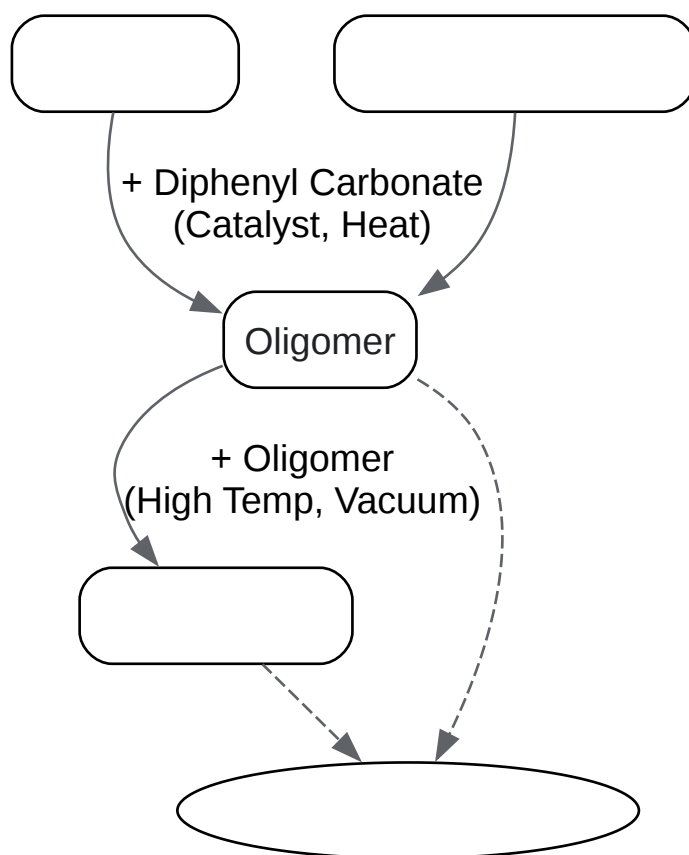 + Diphenyl Carbonate
(Catalyst, Heat)
Oligomer
+ Oligomer
(High Temp, Vacuum)